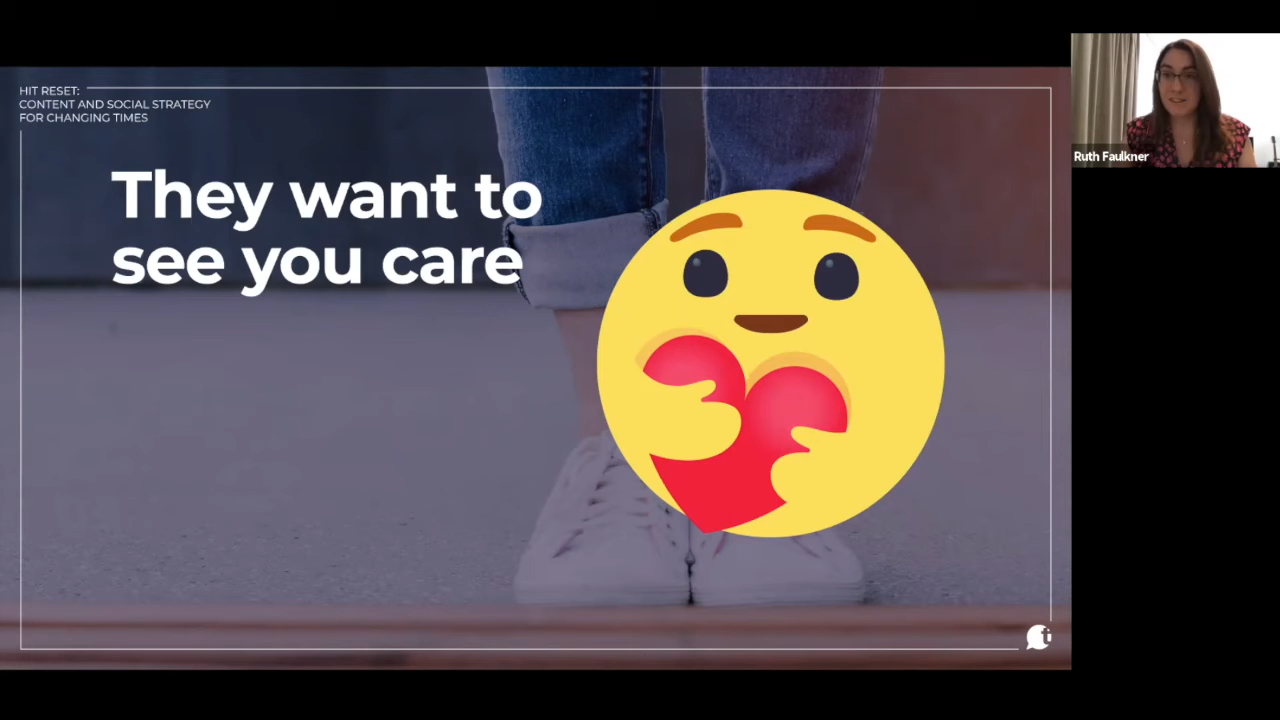 HIT RESET:
CONTENT AND SOCIAL STRATEGY
FOR CHANGING TIMES
They want to
see you care
Ruth Faulkner
t